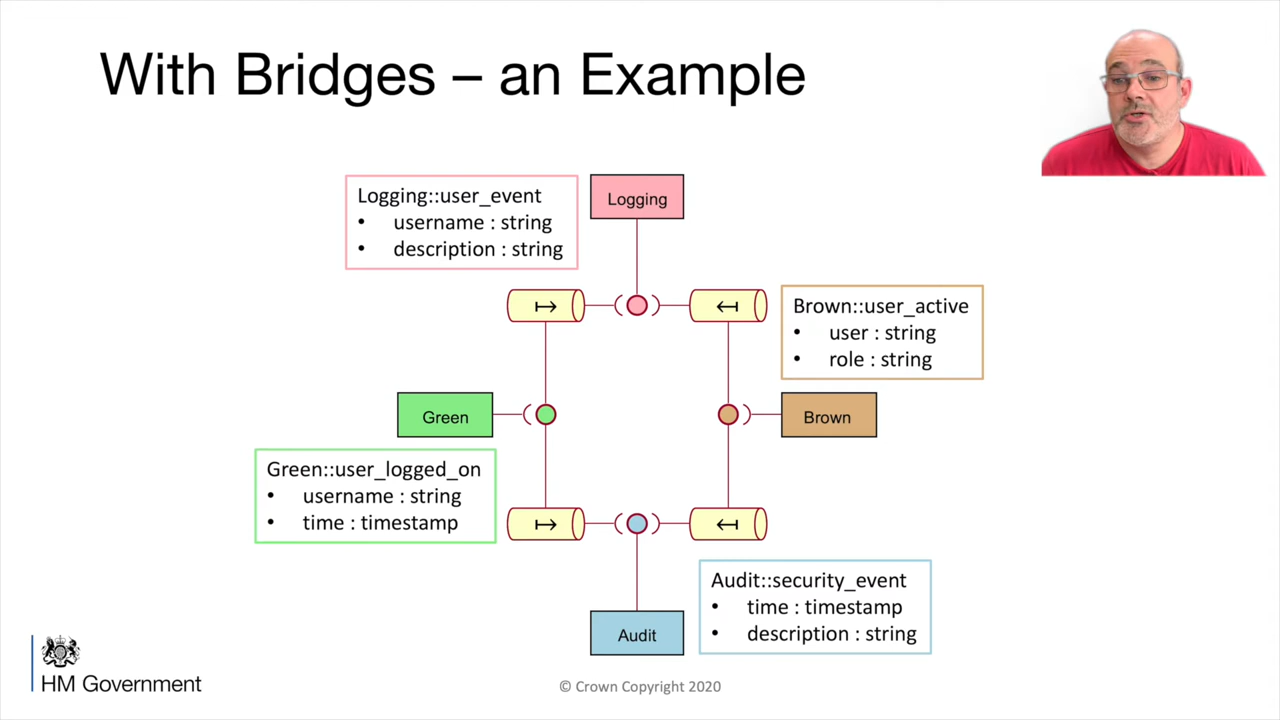 With Bridges – an Example
Logging::user_event
• username : string
• description : string
Logging
Brown::user_active
• user : string
• role : string
Green
Brown
Green::user_logged_on
• username : string
• time : timestamp
Audit::security_event
• time : timestamp
• description : string
Audit
HM Government
© Crown Copyright 2020